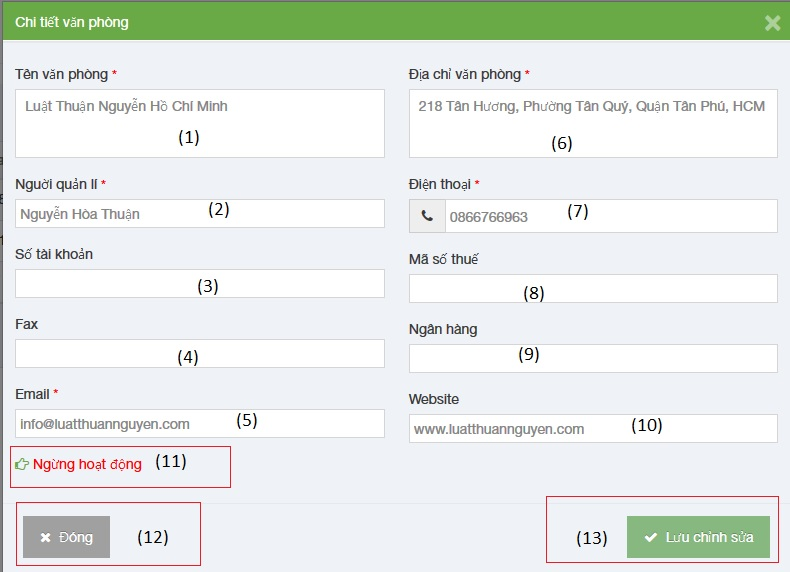 Chi tiết văn phòng
Tên văn phòng *
Luật Thuận Nguyễn Hồ Chí Minh
(1)
Địa chỉ văn phòng *
218 Tân Hương, Phường Tân Quý, Quận Tân Phú, HCM
(6)
Người quản lí *
Nguyễn Hòa Thuận (2)
Điện thoại *
0866766963 (7)
Số tài khoản
(3)
Mã số thuế
(8)
Fax
(4)
Ngân hàng
(9)
Email *
info@luatthuannguyen.com (5)
Website
www.luatthuannguyen.com (10)
Ngừng hoạt động (11)
Đóng (12)
(13) Lưu chỉnh sửa